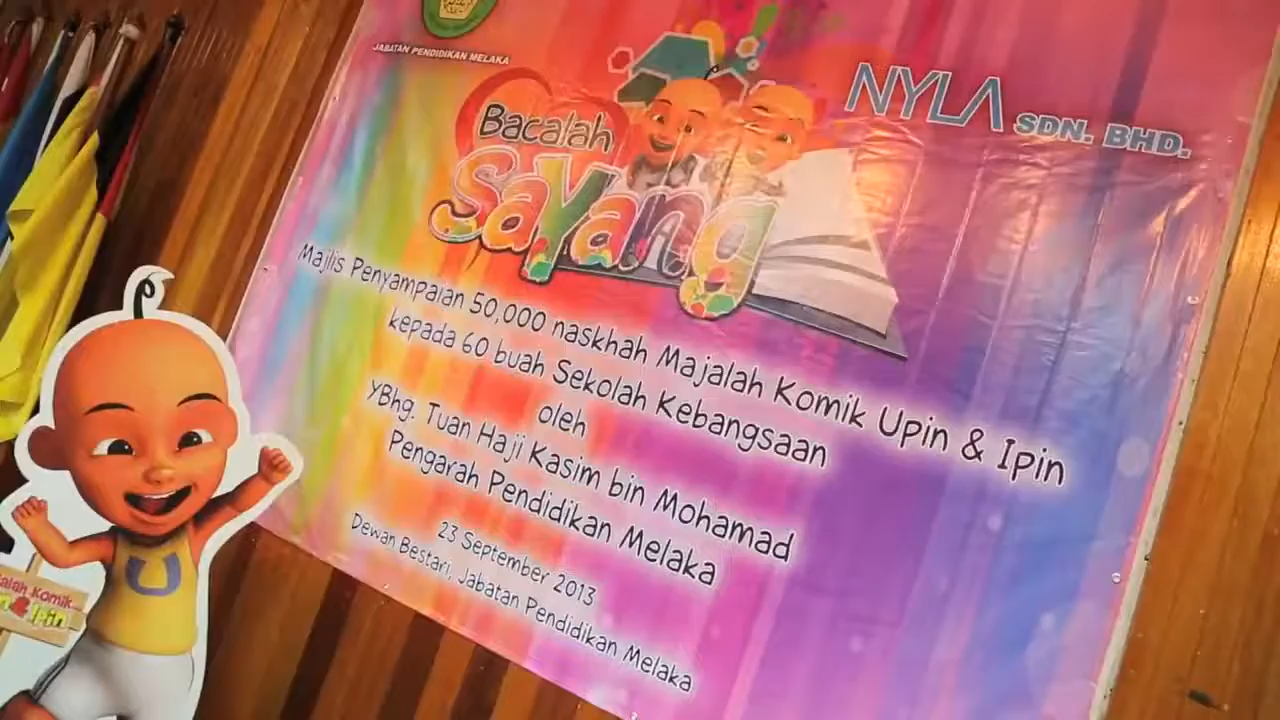 JABATAN PENDIDIKAN MELAKA
NYLA SDN. BHD.
Bacalah
Sayang
Majlis Penyampaian 50,000 naskhah Majalah Komik Upin & Ipin
kepada 60 buah Sekolah Kebangsaan
oleh
YBhg. Tuan Haji Kasim bin Mohamad
Pengarah Pendidikan Melaka
23 September 2013
Dewan Bestari, Jabatan Pendidikan Melaka
U
Komik
& Ipin